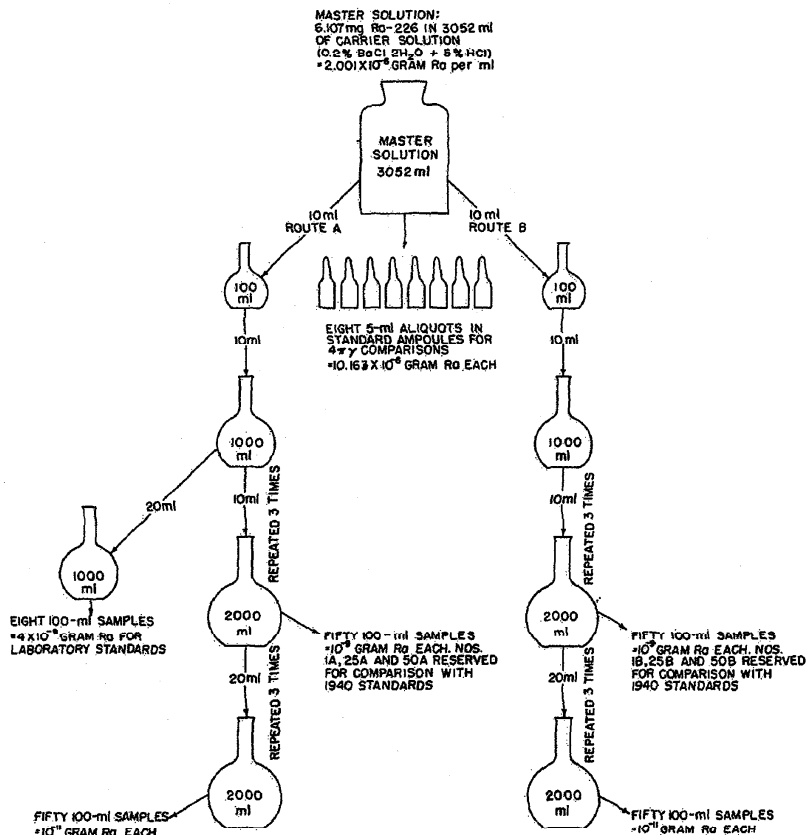 MASTER SOLUTION:
6.107mg Ra-226 IN 3052 ml
OF CARRIER SOLUTION
(0.2% BaCl 2H₂O + 5% HCl)
=2.001X10⁻⁶ GRAM Ra per ml
MASTER
SOLUTION
3052 ml
10 ml
ROUTE A
10 ml
ROUTE B
100
ml
100
ml
EIGHT 5-ml ALIQUOTS IN
STANDARD AMPOULES FOR
4πγ COMPARISONS
=10.163X10⁻⁶ GRAM Ra EACH
10ml
10 ml
1000
ml
1000
ml
20ml
10ml
REPEATED 3 TIMES
10 ml
REPEATED 3 TIMES
1000
ml
2000
ml
2000
ml
EIGHT 100-ml SAMPLES
=4X10⁻⁹ GRAM Ra FOR
LABORATORY STANDARDS
FIFTY 100-ml SAMPLES
=10⁻⁹ GRAM Ra EACH. NOS.
1A, 25A AND 50A RESERVED
FOR COMPARISON WITH
1940 STANDARDS
FIFTY 100-ml SAMPLES
=10⁻⁹ GRAM Ra EACH. NOS.
1B, 25B AND 50B RESERVED
FOR COMPARISON WITH
1940 STANDARDS
20ml
REPEATED 3 TIMES
20ml
REPEATED 3 TIMES
2000
ml
2000
ml
FIFTY 100-ml SAMPLES
=10⁻¹¹ GRAM Ra EACH
FIFTY 100-ml SAMPLES
=10⁻¹¹ GRAM Ra EACH